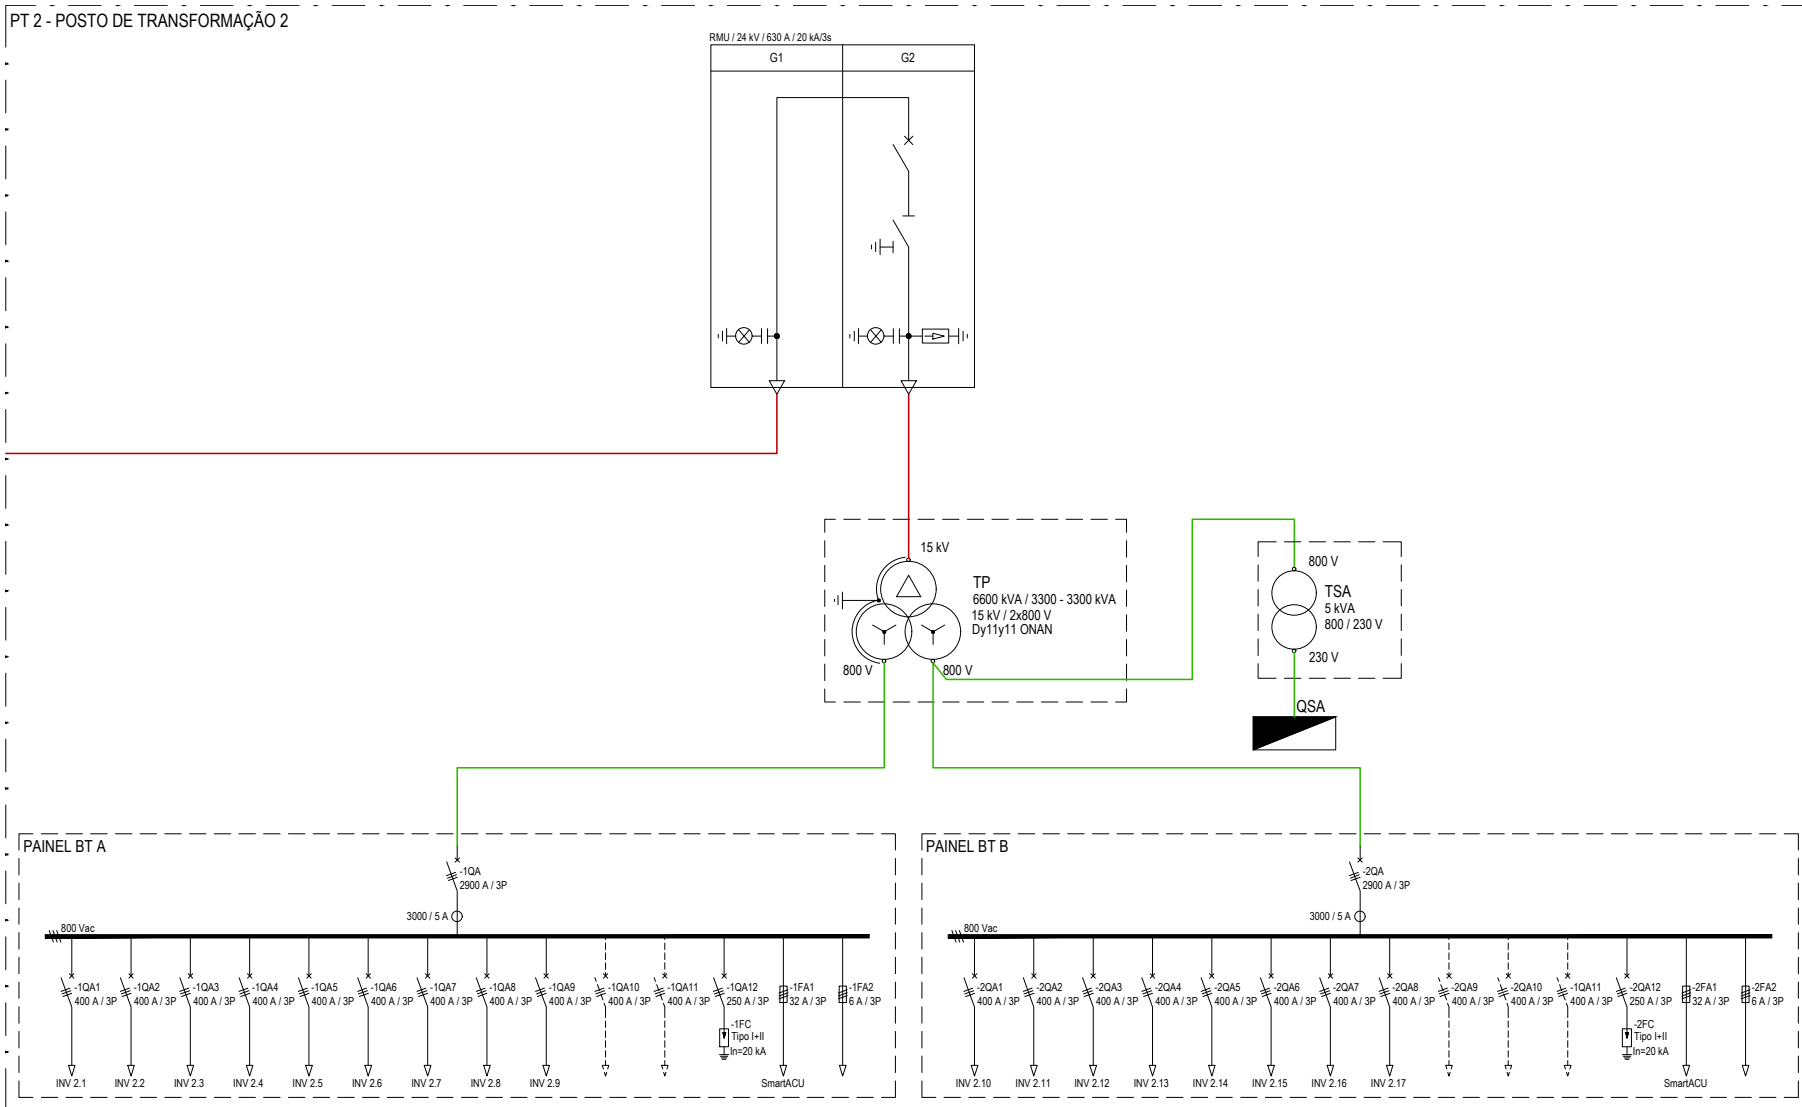 PT 2 - POSTO DE TRANSFORMAÇÃO 2
RMU / 24 kV / 630 A / 20 kA/3s
G1
G2
15 kV
TP
6600 kVA / 3300 - 3300 kVA
15 kV / 2x800 V
Dy11y11 ONAN
800 V
800 V
800 V
TSA
5 kVA
800 / 230 V
230 V
QSA
PAINEL BT A
-1QA
2900 A / 3P
3000 / 5 A
800 Vac
-1QA1
400 A / 3P
-1QA2
400 A / 3P
-1QA3
400 A / 3P
-1QA4
400 A / 3P
-1QA5
400 A / 3P
-1QA6
400 A / 3P
-1QA7
400 A / 3P
-1QA8
400 A / 3P
-1QA9
400 A / 3P
-1QA10
400 A / 3P
-1QA11
400 A / 3P
-1QA12
250 A / 3P
-1FA1
32 A / 3P
-1FA2
6 A / 3P
-1FC
Tipo I+II
In=20 kA
INV 2.1
INV 2.2
INV 2.3
INV 2.4
INV 2.5
INV 2.6
INV 2.7
INV 2.8
INV 2.9
SmartACU
PAINEL BT B
-2QA
2900 A / 3P
3000 / 5 A
800 Vac
-2QA1
400 A / 3P
-2QA2
400 A / 3P
-2QA3
400 A / 3P
-2QA4
400 A / 3P
-2QA5
400 A / 3P
-2QA6
400 A / 3P
-2QA7
400 A / 3P
-2QA8
400 A / 3P
-2QA9
400 A / 3P
-2QA10
400 A / 3P
-1QA11
400 A / 3P
-2QA12
250 A / 3P
-2FA1
32 A / 3P
-2FA2
6 A / 3P
-2FC
Tipo I+II
In=20 kA
INV 2.10
INV 2.11
INV 2.12
INV 2.13
INV 2.14
INV 2.15
INV 2.16
INV 2.17
SmartACU